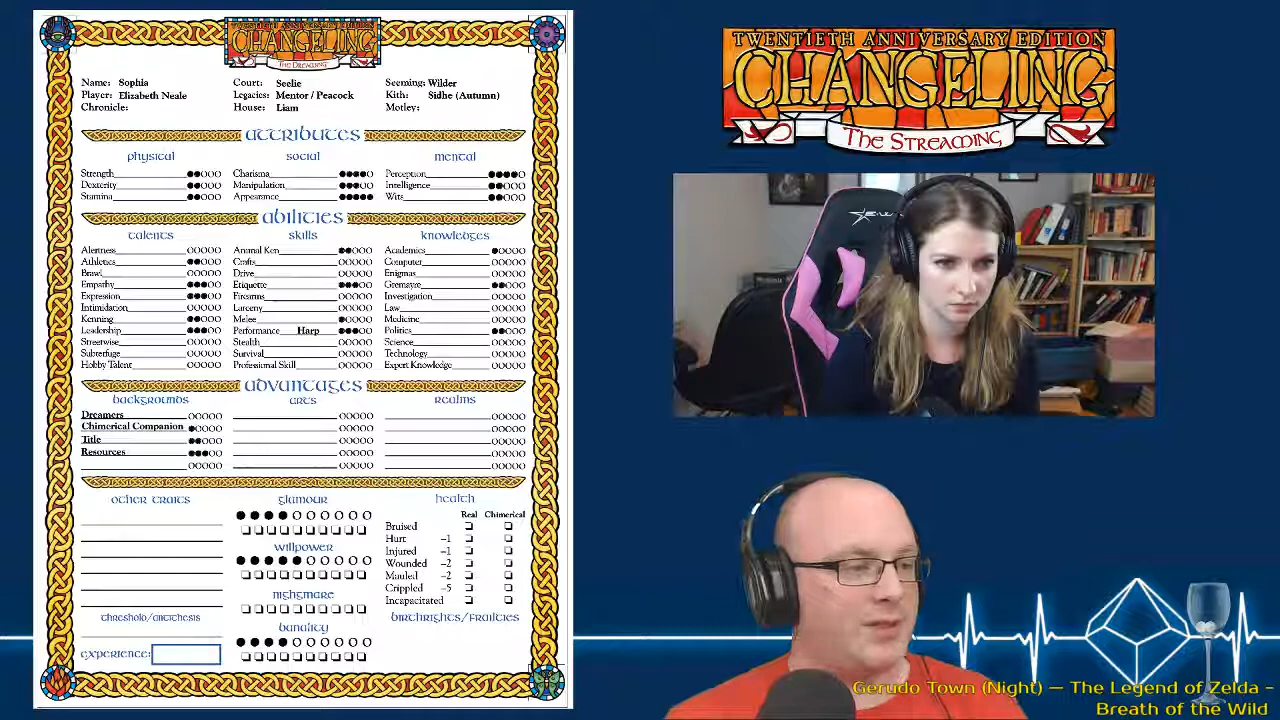 TWENTIETH ANNIVERSARY EDITION
CHANGELING
The Dreaming
Name: Sophia
Player: Elizabeth Neale
Chronicle:
Court: Seelie
Legacies: Mentor / Peacock
House: Liam
Seeming: Wilder
Kith: Sidhe (Autumn)
Motley:
attributes
physical
Strength
Dexterity
Stamina
social
Charisma
Manipulation
Appearance
mental
Perception
Intelligence
Wits
abilities
talents
Alertness
Athletics
Brawl
Empathy
Expression
Intimidation
Kenning
Leadership
Streetwise
Subterfuge
Hobby Talent
skills
Animal Ken
Crafts
Drive
Etiquette
Firearms
Larceny
Melee
Performance Harp
Stealth
Survival
Professional Skill
knowledges
Academics
Computer
Enigmas
Gremayre
Investigation
Law
Medicine
Politics
Science
Technology
Expert Knowledge
advantages
backgrounds
Dreamers
Chimerical Companion
Title
Resources
arts
realms
other traits
threshold/antithesis
experience:
glamour
willpower
nightmare
banality
health
Real Chimerical
Bruised
Hurt -1
Injured -1
Wounded -2
Mauled -2
Crippled -5
Incapacitated
birthrights/frailties
TWENTIETH ANNIVERSARY EDITION
CHANGELING
The Streaming
Gerudo Town (Night) — The Legend of Zelda -
Breath of the Wild